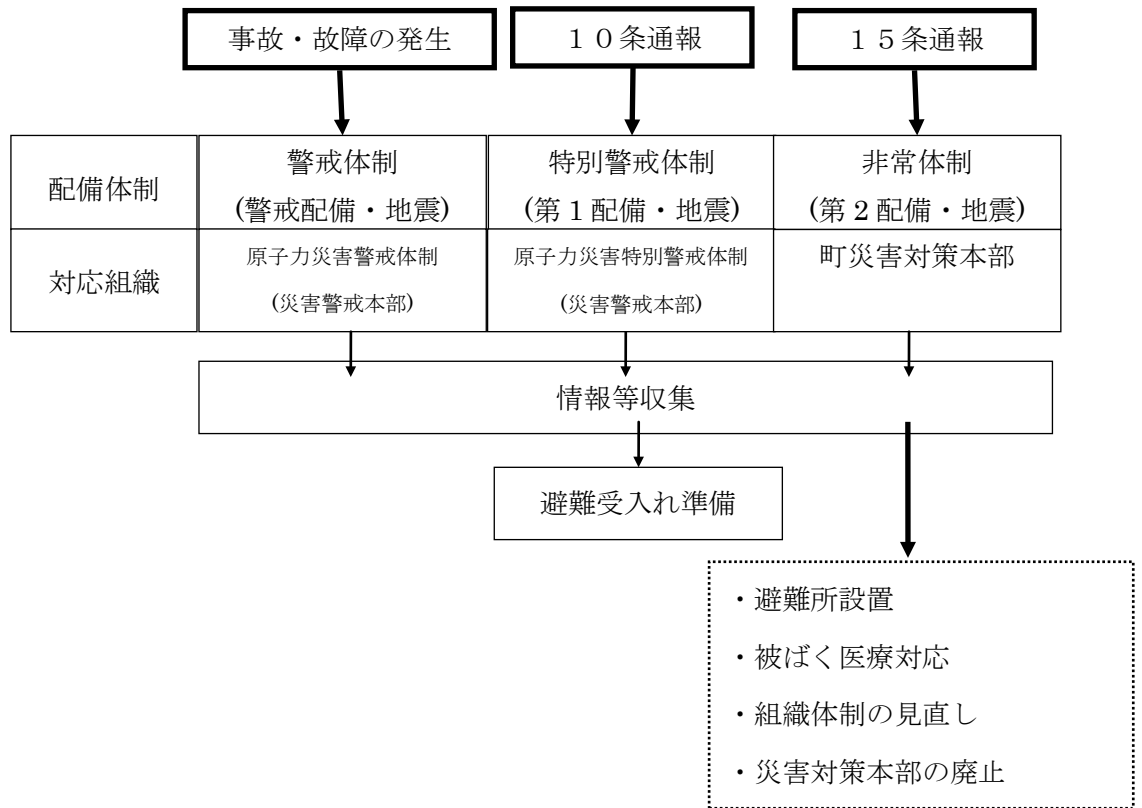 事故・故障の発生
１０条通報
１５条通報
配備体制
警戒体制
(警戒配備・地震)
特別警戒体制
(第１配備・地震)
非常体制
(第２配備・地震)
対応組織
原子力災害警戒体制
(災害警戒本部)
原子力災害特別警戒体制
(災害警戒本部)
町災害対策本部
情報等収集
避難受入れ準備
・避難所設置
・被ばく医療対応
・組織体制の見直し
・災害対策本部の廃止